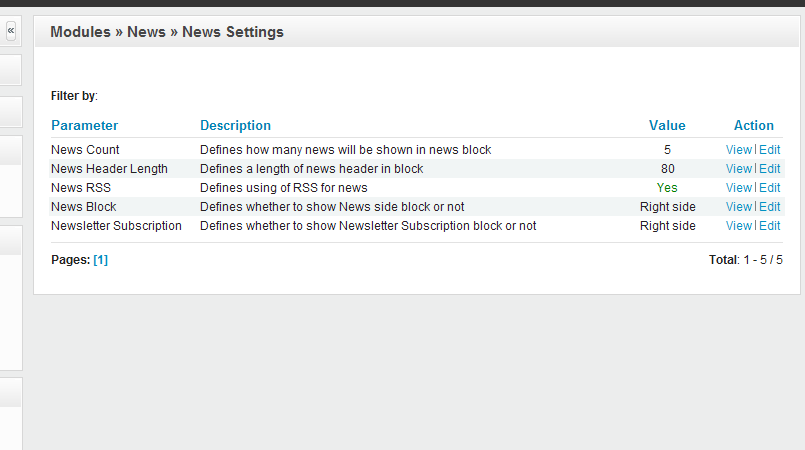 «
Modules » News » News Settings
Filter by:
Parameter Description Value Action
News Count Defines how many news will be shown in news block 5 View | Edit
News Header Length Defines a length of news header in block 80 View | Edit
News RSS Defines using of RSS for news Yes View | Edit
News Block Defines whether to show News side block or not Right side View | Edit
Newsletter Subscription Defines whether to show Newsletter Subscription block or not Right side View | Edit
Pages: [1] Total: 1 - 5 / 5